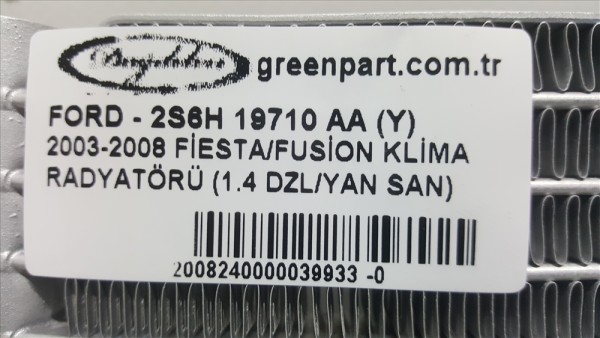 greenpart.com.tr
FORD - 2S6H 19710 AA (Y)
2003-2008 FİESTA/FUSİON KLİMA
RADYATÖRÜ (1.4 DZL/YAN SAN)
2008240000039933 -0